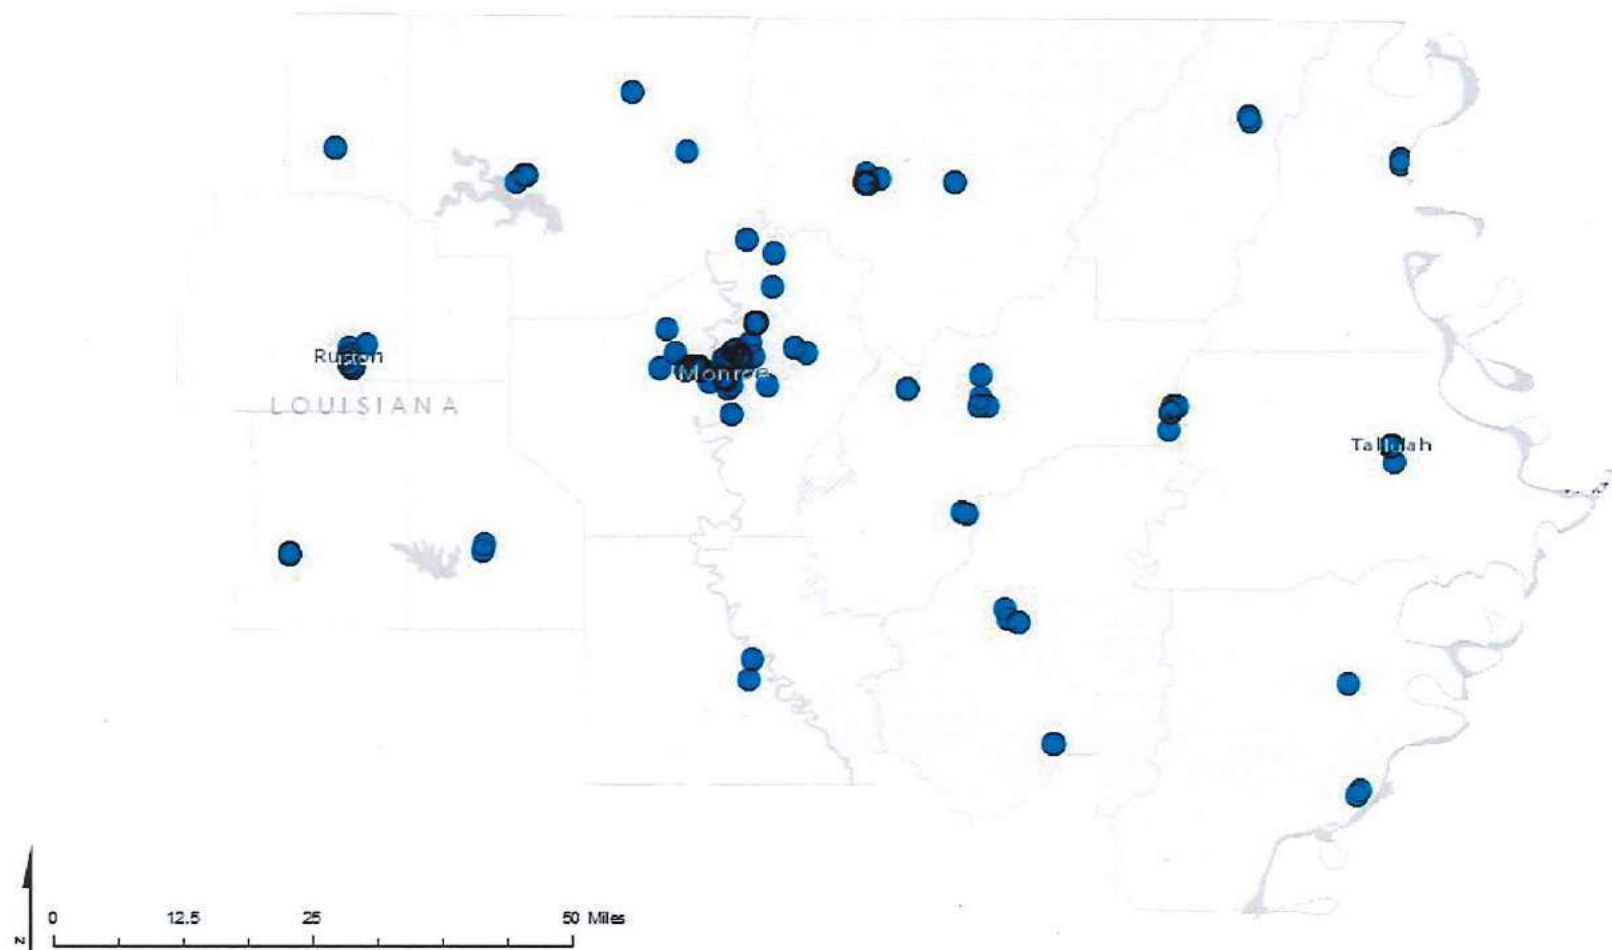 Ruston
Monroe
LOUISIANA
Tallulah
0 12.5 25 50 Miles
N